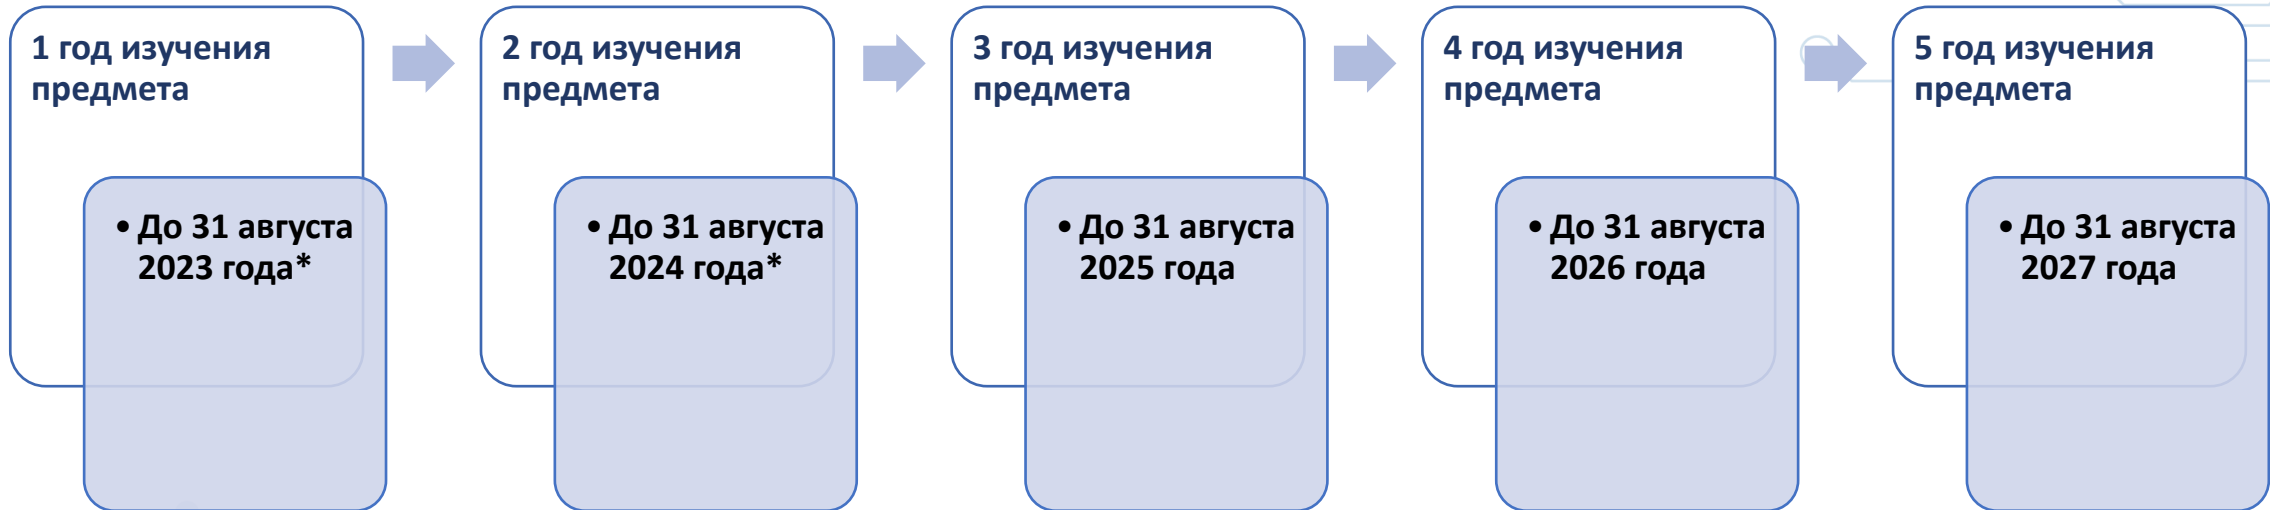 1 год изучения
предмета
• До 31 августа
2023 года*
2 год изучения
предмета
• До 31 августа
2024 года*
3 год изучения
предмета
• До 31 августа
2025 года
4 год изучения
предмета
• До 31 августа
2026 года
5 год изучения
предмета
• До 31 августа
2027 года